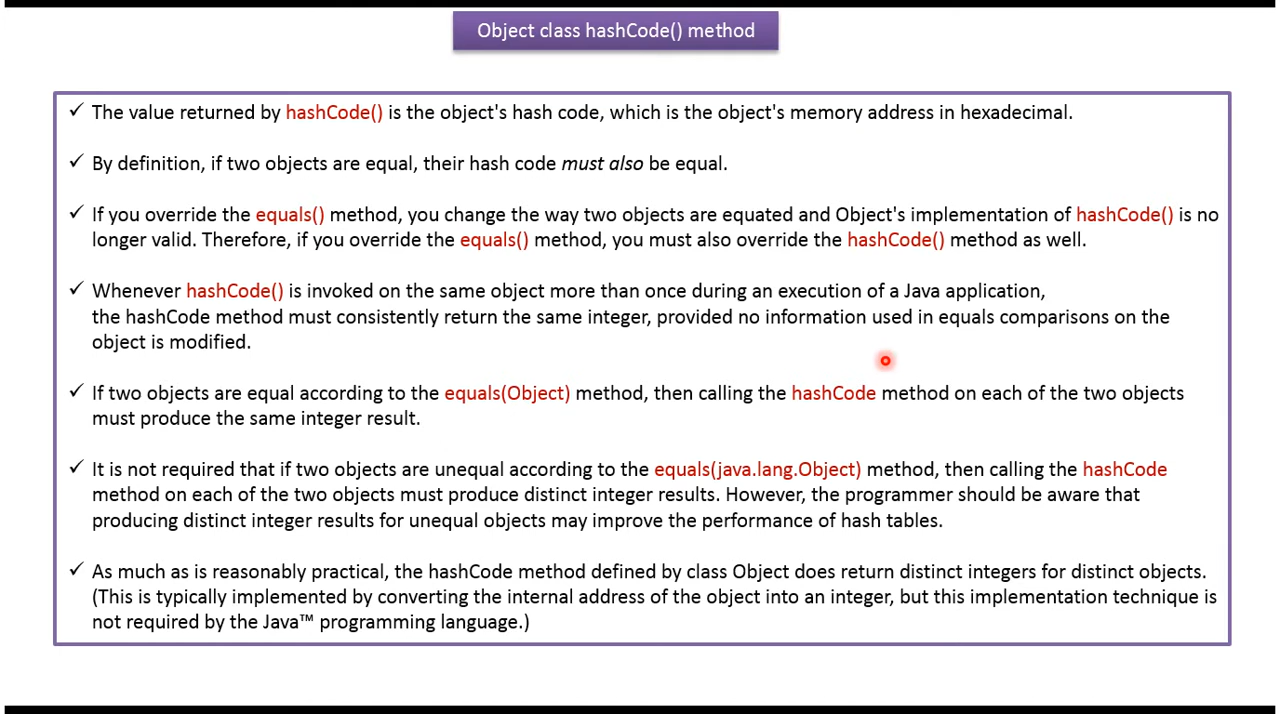 Object class hashCode() method
✓ The value returned by hashCode() is the object's hash code, which is the object's memory address in hexadecimal.
✓ By definition, if two objects are equal, their hash code must also be equal.
✓ If you override the equals() method, you change the way two objects are equated and Object's implementation of hashCode() is no
longer valid. Therefore, if you override the equals() method, you must also override the hashCode() method as well.
✓ Whenever hashCode() is invoked on the same object more than once during an execution of a Java application,
the hashCode method must consistently return the same integer, provided no information used in equals comparisons on the
object is modified.
✓ If two objects are equal according to the equals(Object) method, then calling the hashCode method on each of the two objects
must produce the same integer result.
✓ It is not required that if two objects are unequal according to the equals(java.lang.Object) method, then calling the hashCode
method on each of the two objects must produce distinct integer results. However, the programmer should be aware that
producing distinct integer results for unequal objects may improve the performance of hash tables.
✓ As much as is reasonably practical, the hashCode method defined by class Object does return distinct integers for distinct objects.
(This is typically implemented by converting the internal address of the object into an integer, but this implementation technique is
not required by the Java™ programming language.)